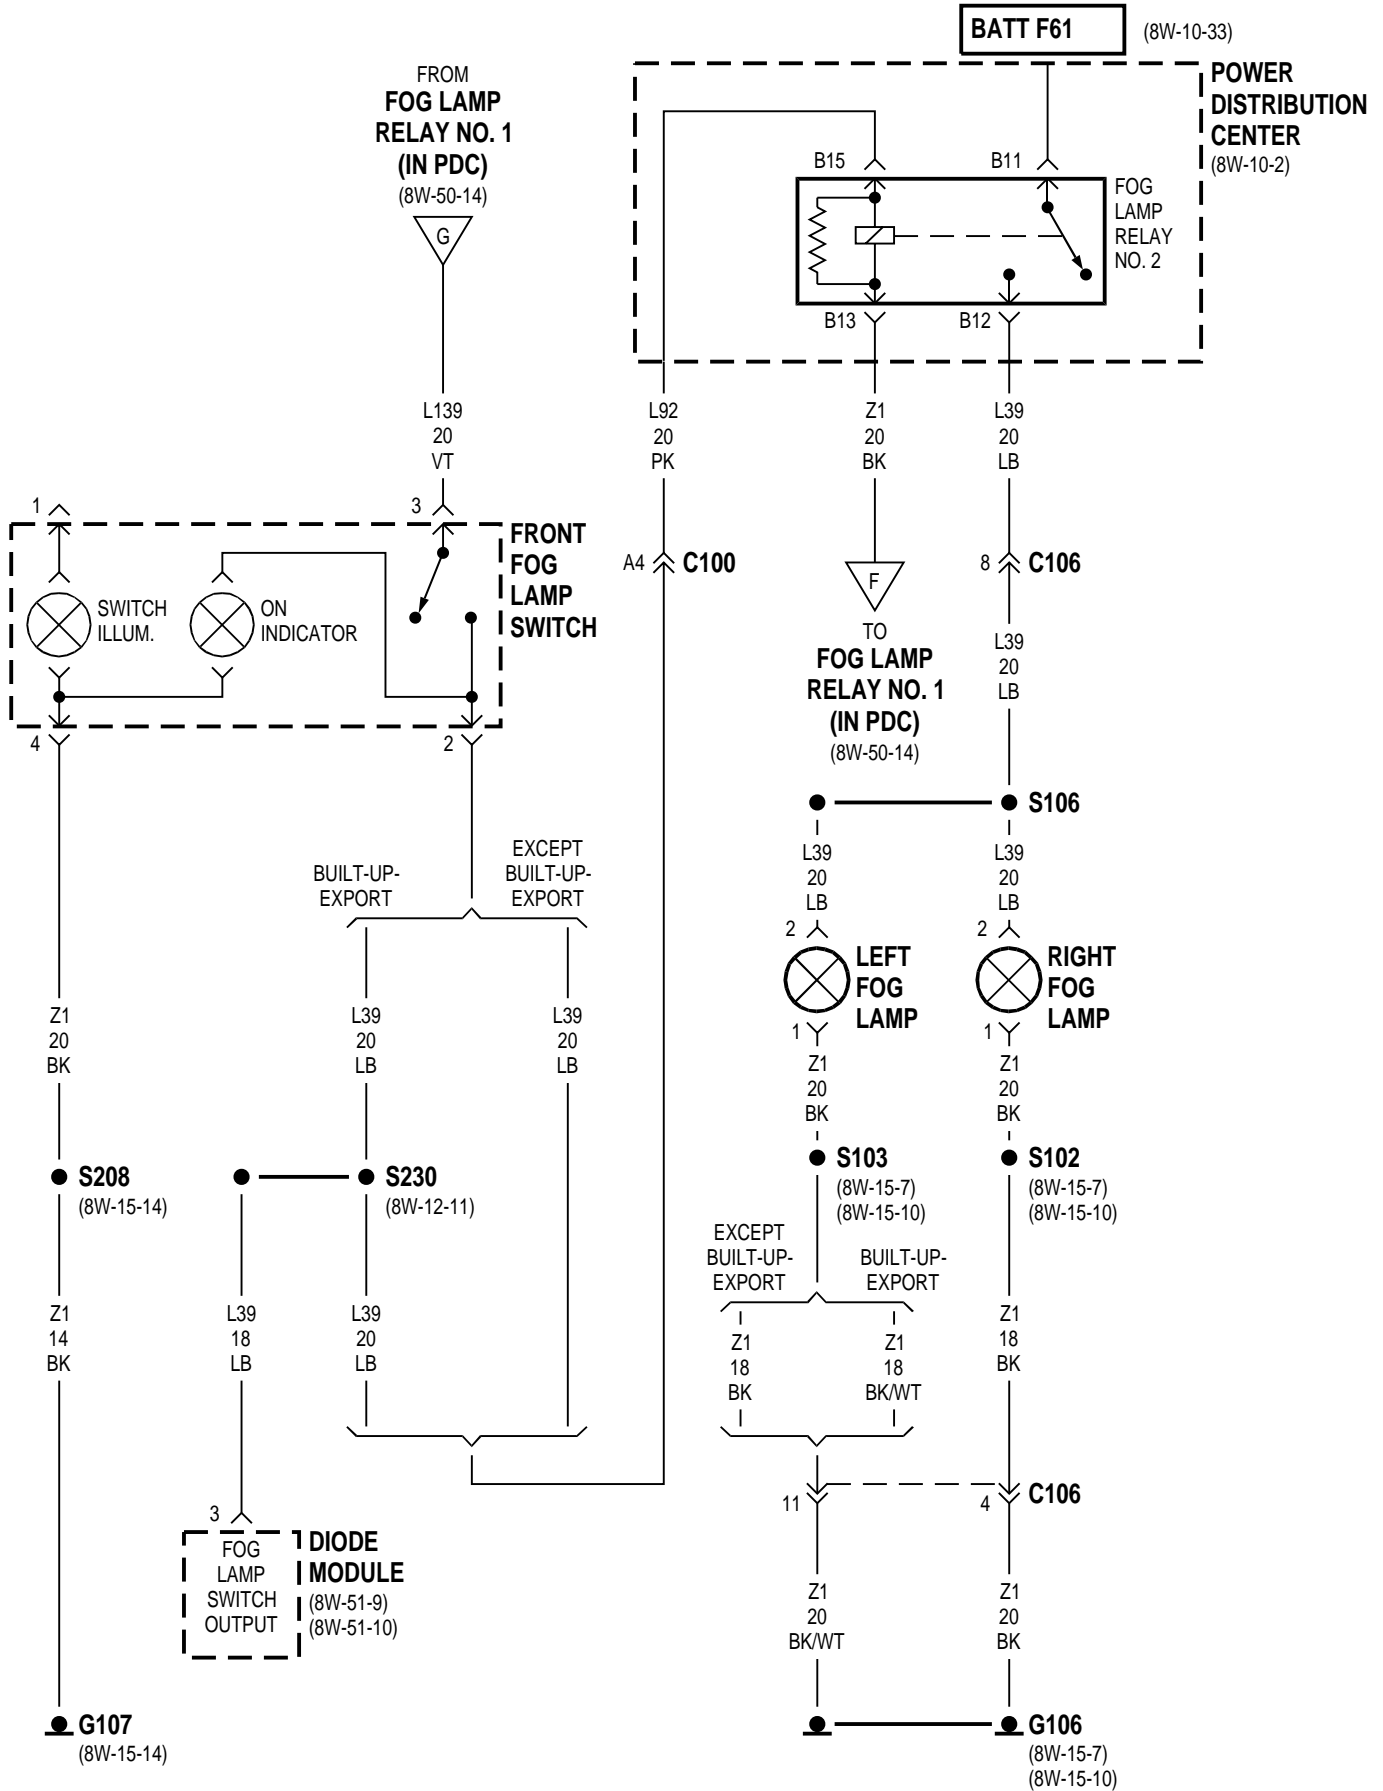 BATT F61
(8W-10-33)
FROM
FOG LAMP
RELAY NO. 1
(IN PDC)
(8W-50-14)
G
POWER
DISTRIBUTION
CENTER
(8W-10-2)
B15
B11
FOG
LAMP
RELAY
NO. 2
B13
B12
L139
20
VT
L92
20
PK
Z1
20
BK
L39
20
LB
1
3
FRONT
FOG
LAMP
SWITCH
SWITCH
ILLUM.
ON
INDICATOR
4
2
A4
C100
F
TO
FOG LAMP
RELAY NO. 1
(IN PDC)
(8W-50-14)
8
C106
L39
20
LB
S106
BUILT-UP-
EXPORT
EXCEPT
BUILT-UP-
EXPORT
L39
20
LB
L39
20
LB
2
LEFT
FOG
LAMP
1
2
RIGHT
FOG
LAMP
1
Z1
20
BK
L39
20
LB
L39
20
LB
Z1
20
BK
Z1
20
BK
S208
(8W-15-14)
S230
(8W-12-11)
S103
(8W-15-7)
(8W-15-10)
S102
(8W-15-7)
(8W-15-10)
EXCEPT
BUILT-UP-
EXPORT
BUILT-UP-
EXPORT
Z1
14
BK
L39
18
LB
L39
20
LB
Z1
18
BK
Z1
18
BK/WT
Z1
18
BK
11
4
C106
3
FOG
LAMP
SWITCH
OUTPUT
DIODE
MODULE
(8W-51-9)
(8W-51-10)
Z1
20
BK/WT
Z1
20
BK
G107
(8W-15-14)
G106
(8W-15-7)
(8W-15-10)